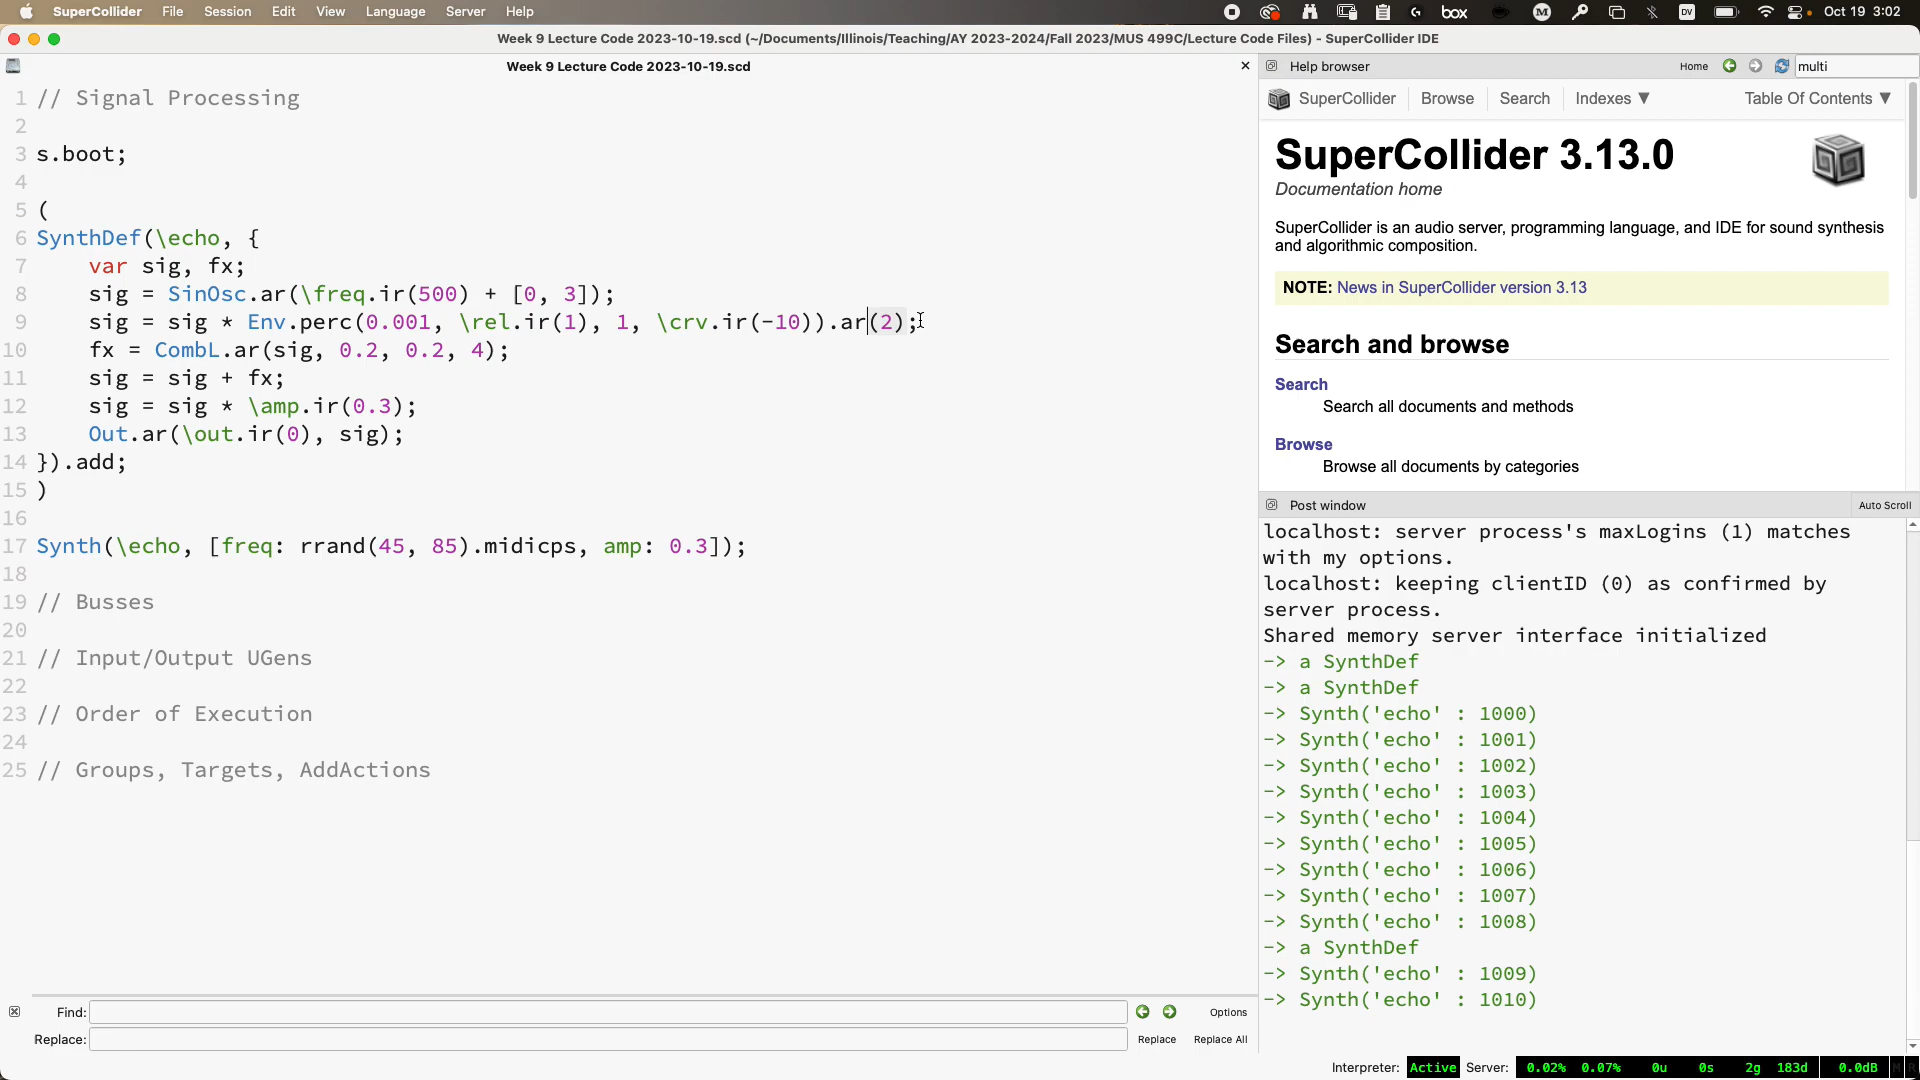 SuperCollider File Session Edit View Language Server Help
box M DV Oct 19 3:02
Week 9 Lecture Code 2023-10-19.scd (~/Documents/Illinois/Teaching/AY 2023-2024/Fall 2023/MUS 499C/Lecture Code Files) - SuperCollider IDE
Week 9 Lecture Code 2023-10-19.scd
1 // Signal Processing
2
3 s.boot;
4
5 (
6 SynthDef(\echo, {
7 var sig, fx;
8 sig = SinOsc.ar(\freq.ir(500) + [0, 3]);
9 sig = sig * Env.perc(0.001, \rel.ir(1), 1, \crv.ir(-10)).ar(2);
10 fx = CombL.ar(sig, 0.2, 0.2, 4);
11 sig = sig + fx;
12 sig = sig * \amp.ir(0.3);
13 Out.ar(\out.ir(0), sig);
14 }).add;
15 )
16
17 Synth(\echo, [freq: rrand(45, 85).midicps, amp: 0.3]);
18
19 // Busses
20
21 // Input/Output UGens
22
23 // Order of Execution
24
25 // Groups, Targets, AddActions
Find:
Options
Replace:
Replace Replace All
Help browser Home multi
SuperCollider Browse Search Indexes ▼ Table Of Contents ▼
SuperCollider 3.13.0
Documentation home
SuperCollider is an audio server, programming language, and IDE for sound synthesis
and algorithmic composition.
NOTE: News in SuperCollider version 3.13
Search and browse
Search
Search all documents and methods
Browse
Browse all documents by categories
Post window Auto Scroll
localhost: server process's maxLogins (1) matches
with my options.
localhost: keeping clientID (0) as confirmed by
server process.
Shared memory server interface initialized
-> a SynthDef
-> a SynthDef
-> Synth('echo' : 1000)
-> Synth('echo' : 1001)
-> Synth('echo' : 1002)
-> Synth('echo' : 1003)
-> Synth('echo' : 1004)
-> Synth('echo' : 1005)
-> Synth('echo' : 1006)
-> Synth('echo' : 1007)
-> Synth('echo' : 1008)
-> a SynthDef
-> Synth('echo' : 1009)
-> Synth('echo' : 1010)
Interpreter: Active Server: 0.02% 0.07% 0u 0s 2g 183d 0.0dB M R